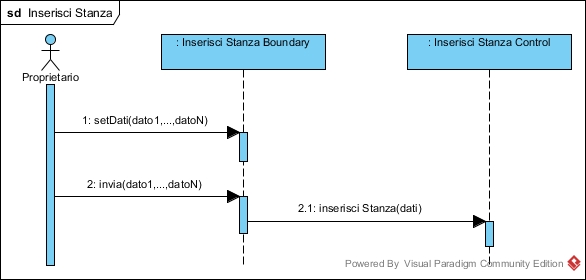 sd Inserisci Stanza
: Inserisci Stanza Boundary
: Inserisci Stanza Control
Proprietario
1: setDati(dato1,...,datoN)
2: invia(dato1,...,datoN)
2.1: inserisci Stanza(dati)
Powered By Visual Paradigm Community Edition